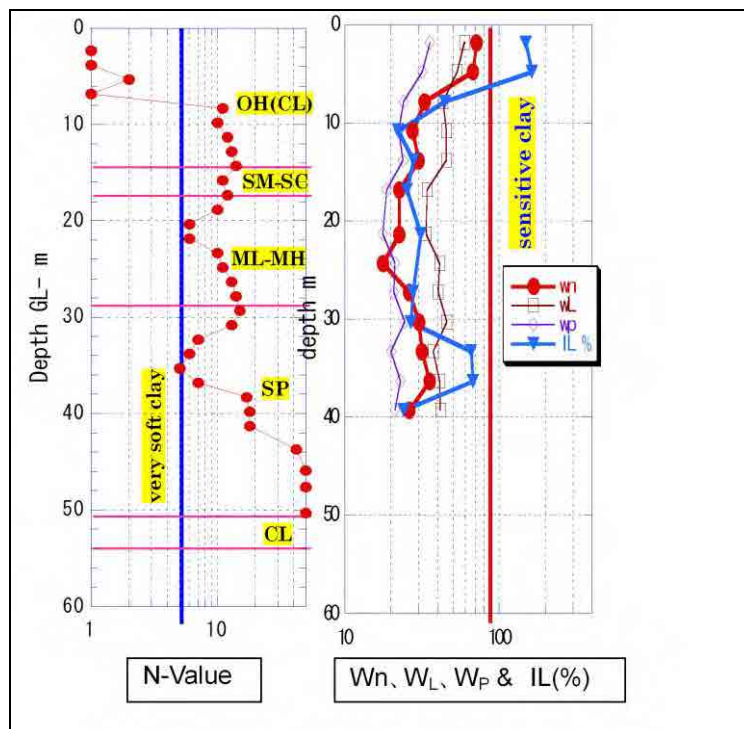 0
10
20
30
40
50
60
Depth GL- m
1
10
OH(CL)
SM-SC
ML-MH
SP
CL
very soft clay
N-Value
0
10
20
30
40
50
60
depth m
10
100
sensitive clay
wn
wL
wp
IL %
Wn、WL、WP & IL(%)